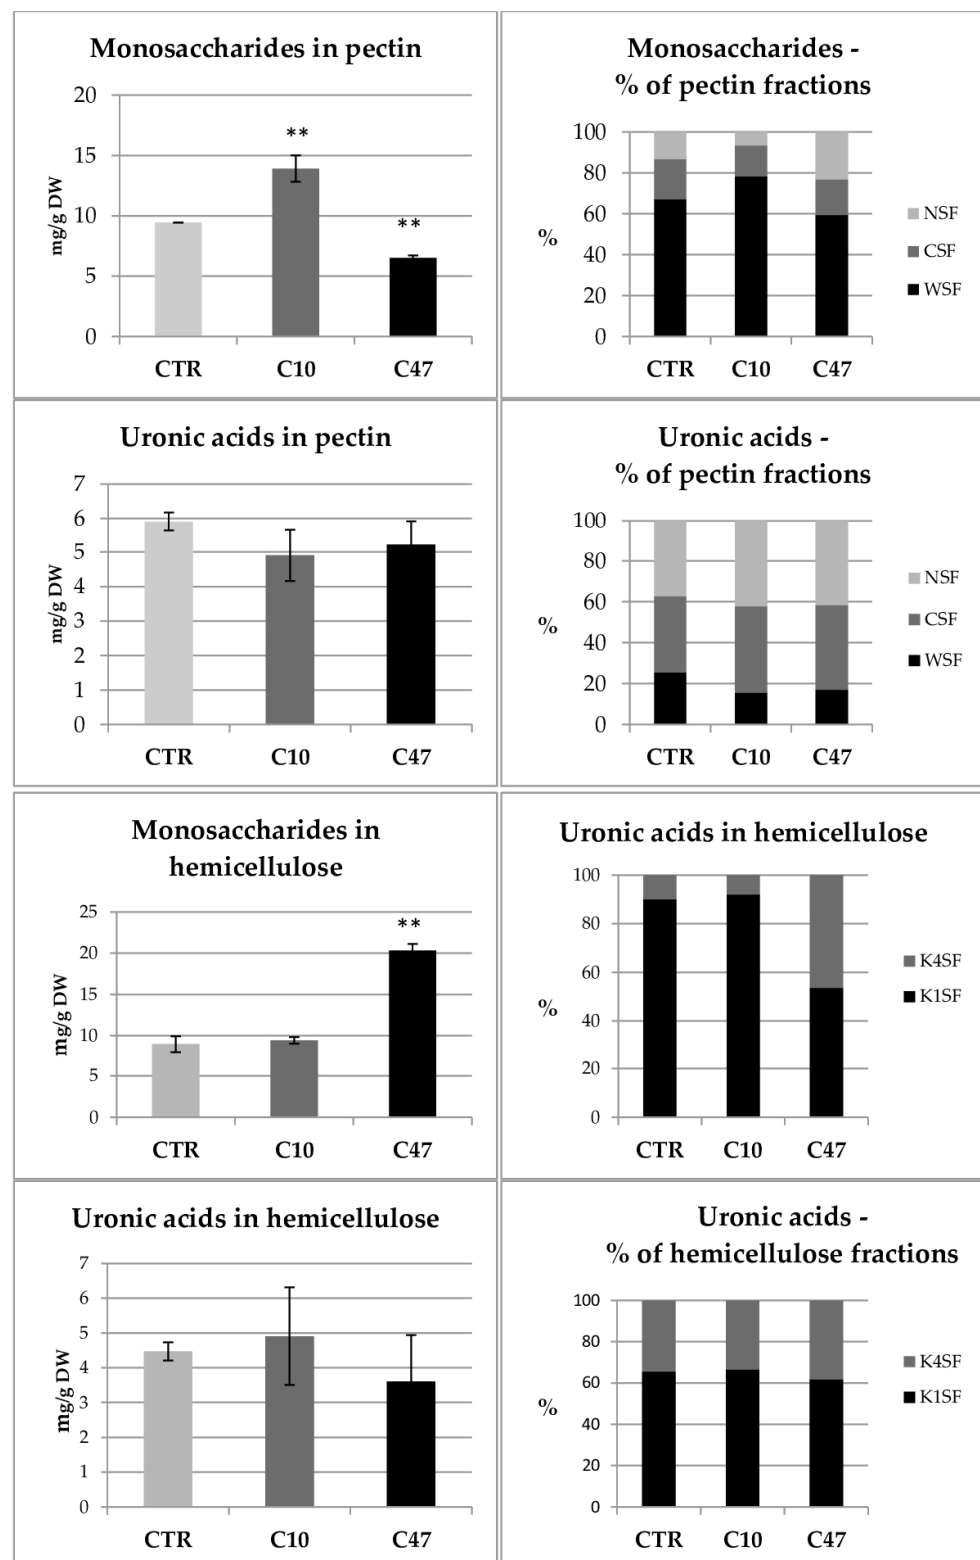 Monosaccharides in pectin
mg/g DW
20
15
10
5
0
**
**
CTR C10 C47
Monosaccharides -
% of pectin fractions
%
100
80
60
40
20
0
CTR C10 C47
NSF
CSF
WSF
Uronic acids in pectin
mg/g DW
7
6
5
4
3
2
1
0
CTR C10 C47
Uronic acids -
% of pectin fractions
%
100
80
60
40
20
0
CTR C10 C47
NSF
CSF
WSF
Monosaccharides in
hemicellulose
mg/g DW
25
20
15
10
5
0
**
CTR C10 C47
Uronic acids in hemicellulose
%
100
80
60
40
20
0
CTR C10 C47
K4SF
K1SF
Uronic acids in hemicellulose
mg/g DW
7
6
5
4
3
2
1
0
CTR C10 C47
Uronic acids -
% of hemicellulose fractions
%
100
80
60
40
20
0
CTR C10 C47
K4SF
K1SF